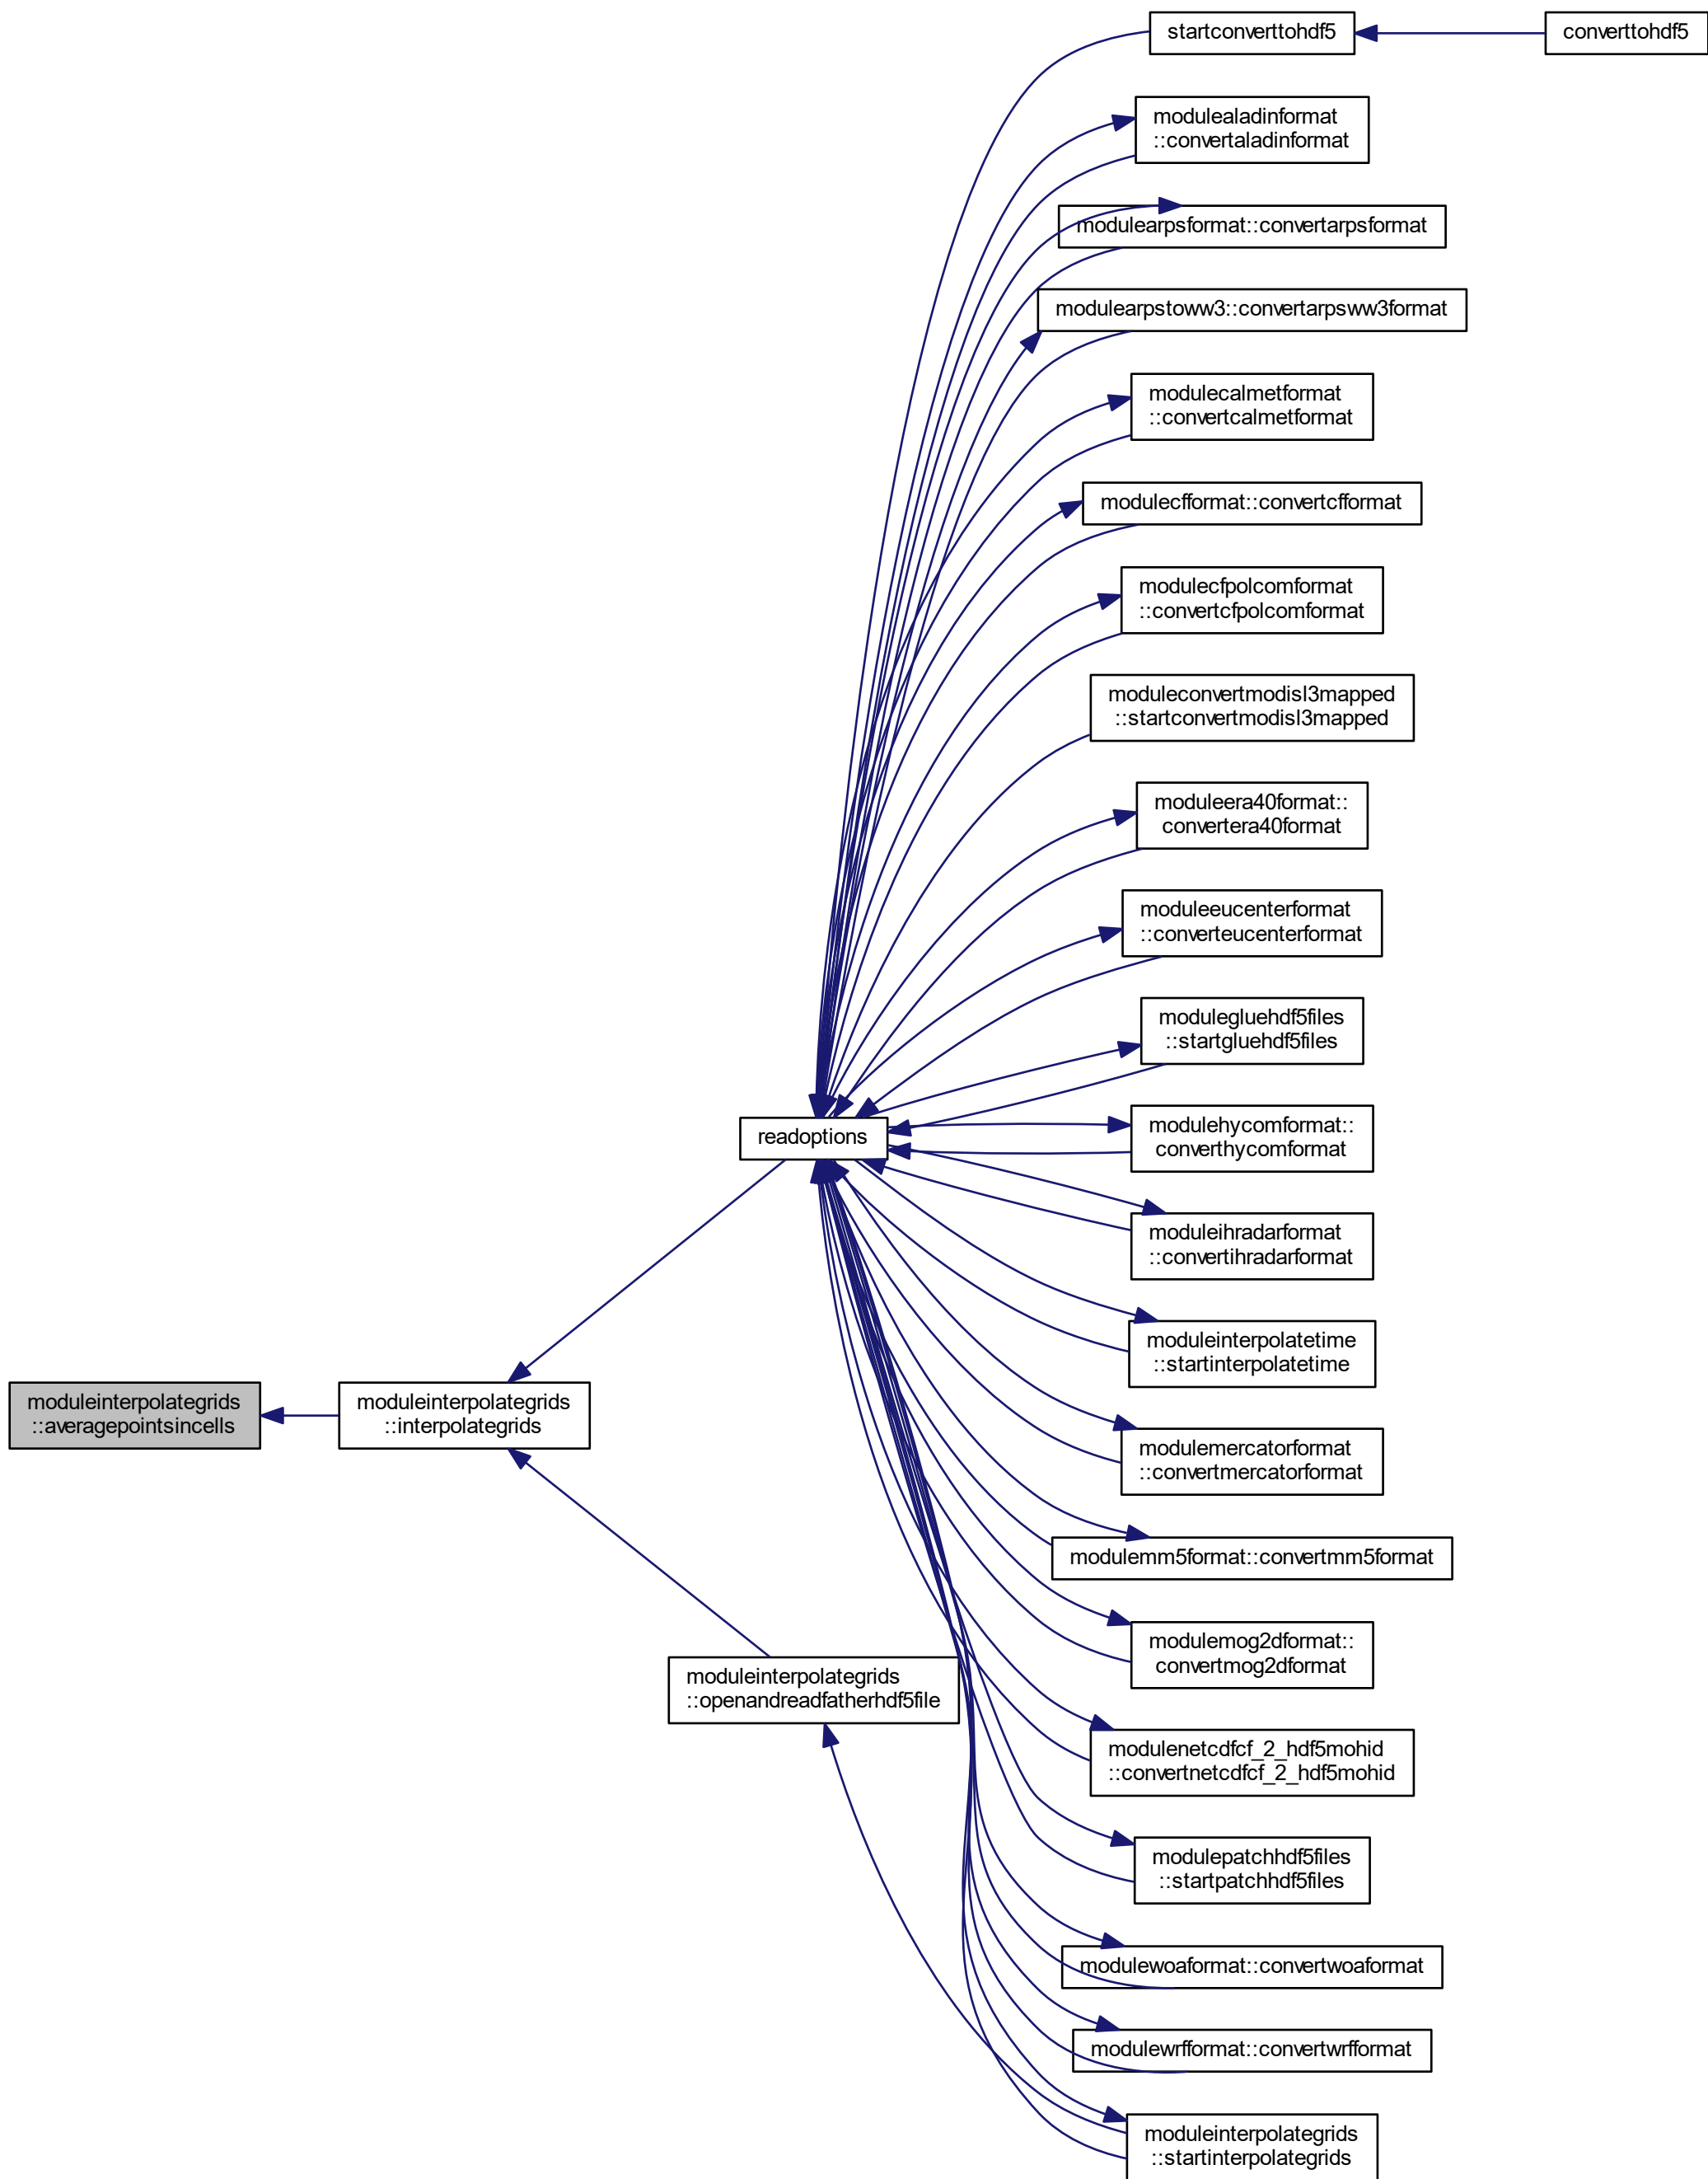 startconverttohdf5
converttohdf5
modulealadinformat
::convertaladinformat
modulearpsformat::convertarpsformat
modulearpstoww3::convertarpsww3format
modulecalmetformat
::convertcalmetformat
modulecfformat::convertcfformat
modulecfpolcomformat
::convertcfpolcomformat
moduleconvertmodisl3mapped
::startconvertmodisl3mapped
moduleera40format::
convertera40format
moduleeucenterformat
::converteucenterformat
modulegluehdf5files
::startgluehdf5files
modulehycomformat::
converthycomformat
readoptions
moduleihradarformat
::convertihradarformat
moduleinterpolatetime
::startinterpolatetime
moduleinterpolategrids
::averagepointsincells
moduleinterpolategrids
::interpolategrids
modulemercatorformat
::convertmercatorformat
modulemm5format::convertmm5format
modulemog2dformat::
convertmog2dformat
moduleinterpolategrids
::openandreadfatherhdf5file
modulenetcdfcf_2_hdf5mohid
::convertnetcdfcf_2_hdf5mohid
modulepatchhdf5files
::startpatchhdf5files
modulewoaformat::convertwoaformat
modulewrfformat::convertwrfformat
moduleinterpolategrids
::startinterpolategrids